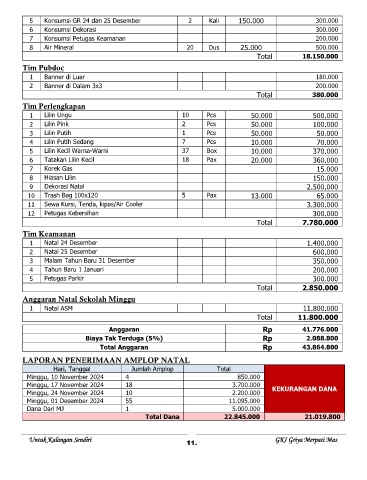 5 Konsumsi GR 24 dan 25 Desember 2 Kali 150.000 300.000
6 Konsumsi Dekorasi 300.000
7 Konsumsi Petugas Keamanan 200.000
8 Air Mineral 20 Dus 25.000 500.000
Total 18.150.000
Tim Pubdoc
1 Banner di Luar 180.000
2 Banner di Dalam 3x3 200.000
Total 380.000
Tim Perlengkapan
1 Lilin Ungu 10 Pcs 50.000 500,000
2 Lilin Pink 2 Pcs 50.000 100,000
3 Lilin Putih 1 Pcs 50.000 50.000
4 Lilin Putih Sedang 7 Pcs 10.000 70,000
5 Lilin Kecil Warna-Warni 37 Box 10.000 370,000
6 Tatakan Lilin Kecil 18 Pax 20.000 360,000
7 Korek Gas 15.000
8 Hiasan Lilin 150,000
9 Dekorasi Natal 2.500,000
10 Trash Bag 100x120 5 Pax 13.000 65.000
11 Sewa Kursi, Tenda, kipas/Air Cooler 3.300,000
12 Petugas Kebersihan 300,000
Total 7.780.000
Tim Keamanan
1 Natal 24 Desember 1.400,000
2 Natal 25 Desember 600,000
3 Malam Tahun Baru 31 Desember 350,000
4 Tahun Baru 1 Januari 200,000
5 Petugas Parkir 300,000
Total 2.850.000
Anggaran Natal Sekolah Minggu
1 Natal ASM 11.800.000
Total 11.800.000
Anggaran Rp 41.776.000
Biaya Tak Terduga (5%) Rp 2.088.800
Total Anggaran Rp 43.864.800
LAPORAN PENERIMAAN AMPLOP NATAL
Hari, Tanggal Jumlah Amplop Total
Minggu, 10 November 2024 4 850.000
Minggu, 17 November 2024 18 3.700.000
KEKURANGAN DANA
Minggu, 24 November 2024 10 2.200.000
Minggu, 01 Desember 2024 55 11.095.000
Dana Dari MJ 1 5.000.000
Total Dana 22.845.000 21.019.800
Untuk Kalangan Sendiri 11. GKJ Griya Merpati Mas